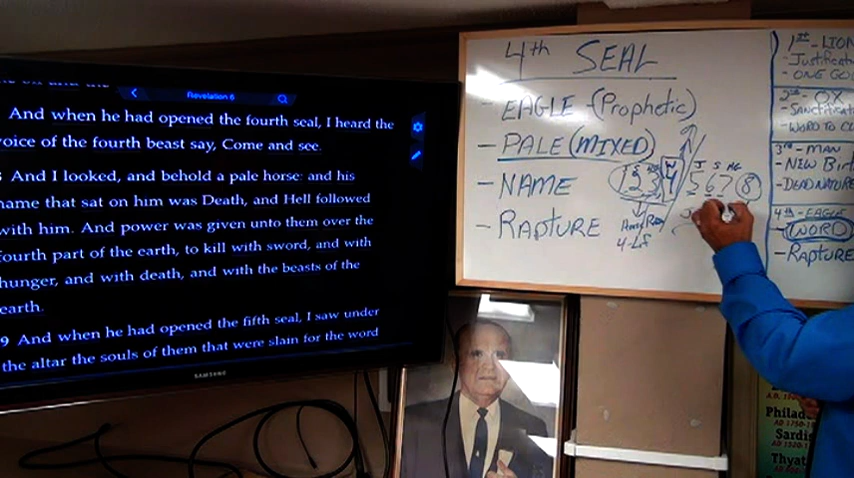 Revelation 6
And when he had opened the fourth seal, I heard the
voice of the fourth beast say, Come and see.
And I looked, and behold a pale horse: and his
name that sat on him was Death, and Hell followed
with him. And power was given unto them over the
fourth part of the earth, to kill with sword, and with
hunger, and with death, and with the beasts of the
earth.
9 And when he had opened the fifth seal, I saw under
the altar the souls of them that were slain for the word
SAMSUNG
4th SEAL
- EAGLE - (Prophetic)
- PALE (MIXED)
- NAME
- RAPTURE
1 2 3 4 5 6 7 8
1st - LION
- Justificati
- ONE GO
2nd - OX
- SANCTIFICATI
- WORD TO C
3rd - MAN
- NEW Birt
- DEAD NATURE
4th - EAGLE
- WORD
- Rapture
Philad
AD 1750-1
Sardi
Thyat